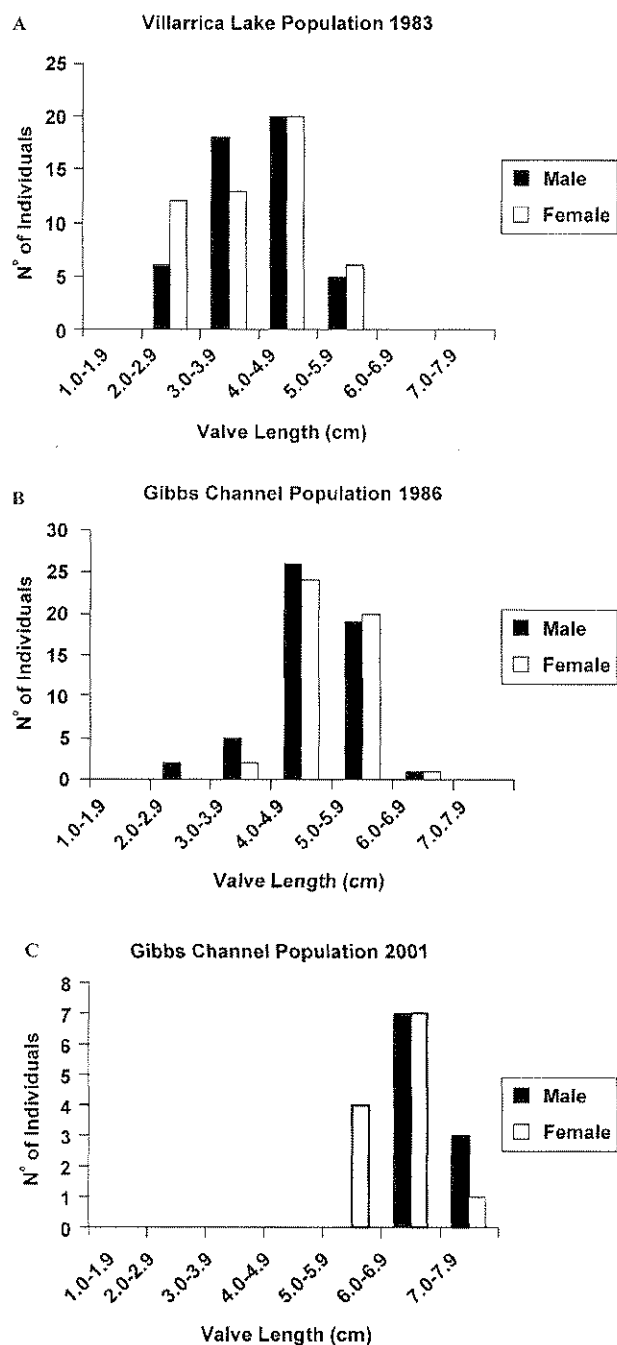 A
Villarrica Lake Population 1983
25
20
15
10
5
0
N° of Individuals
1.0-1.9
2.0-2.9
3.0-3.9
4.0-4.9
5.0-5.9
6.0-6.9
7.0-7.9
Valve Length (cm)
Male
Female
B
Gibbs Channel Population 1986
30
25
20
15
10
5
0
N° of Individuals
1.0-1.9
2.0-2.9
3.0-3.9
4.0-4.9
5.0-5.9
6.0-6.9
7.0-7.9
Valve Length (cm)
Male
Female
C
Gibbs Channel Population 2001
8
7
6
5
4
3
2
1
0
N° of Individuals
1.0-1.9
2.0-2.9
3.0-3.9
4.0-4.9
5.0-5.9
6.0-6.9
7.0-7.9
Valve Length (cm)
Male
Female